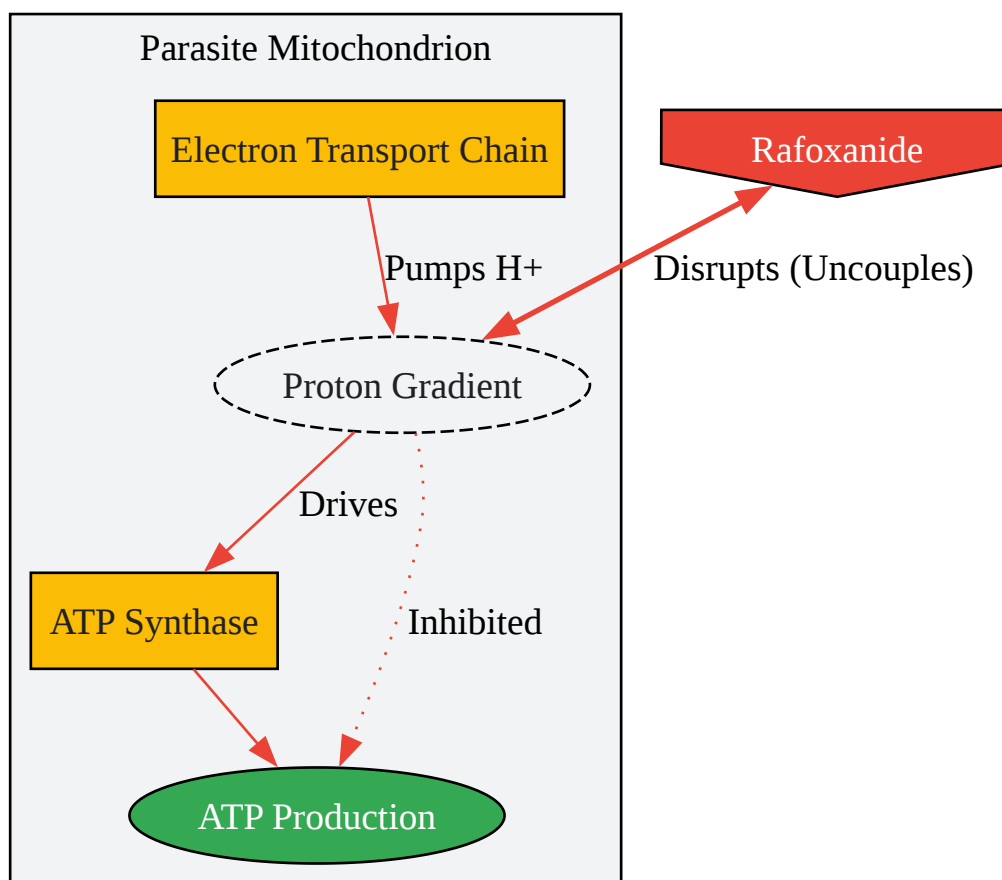 Parasite Mitochondrion
Electron Transport Chain
Rafoxanide
Pumps H+
Disrupts (Uncouples)
Proton Gradient
Drives
ATP Synthase
Inhibited
ATP Production